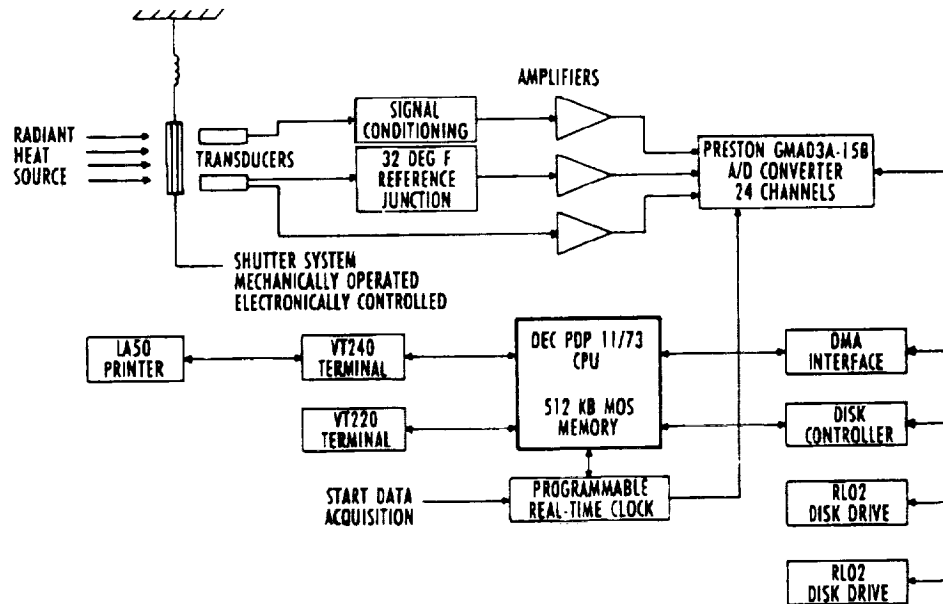 AMPLIFIERS
RADIANT
HEAT
SOURCE
TRANSDUCERS
SIGNAL
CONDITIONING
32 DEG F
REFERENCE
JUNCTION
PRESTON GMAD3A-15B
A/D CONVERTER
24 CHANNELS
SHUTTER SYSTEM
MECHANICALLY OPERATED
ELECTRONICALLY CONTROLLED
LA50
PRINTER
VT240
TERMINAL
VT220
TERMINAL
DEC PDP 11/73
CPU
512 KB MOS
MEMORY
DMA
INTERFACE
DISK
CONTROLLER
START DATA
ACQUISITION
PROGRAMMABLE
REAL-TIME CLOCK
RL02
DISK DRIVE
RL02
DISK DRIVE